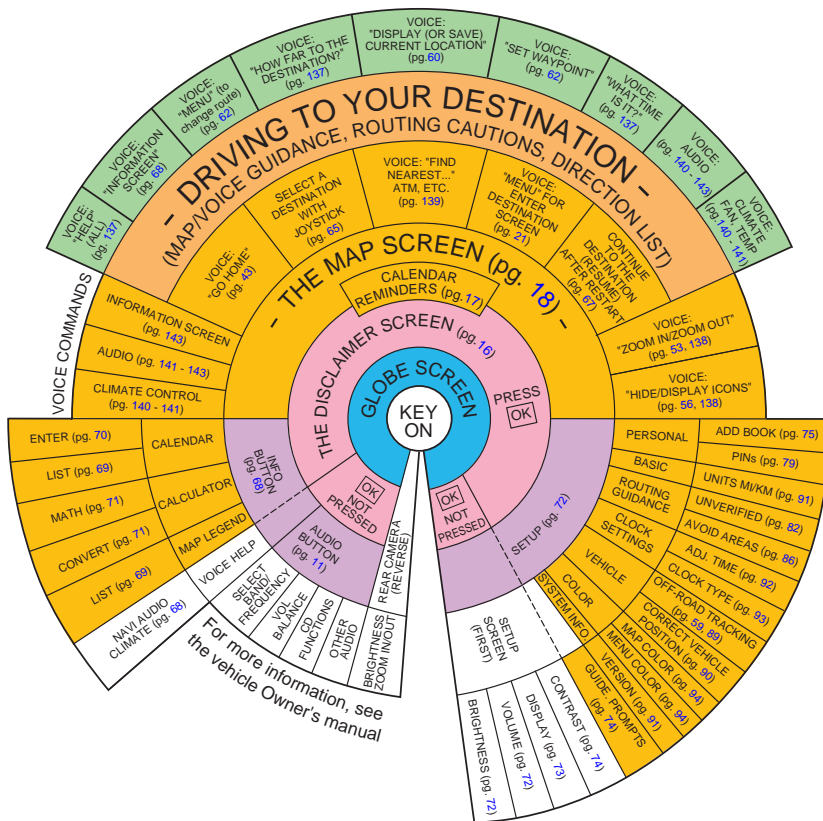 VOICE:
"HELP"
(ALL)
(pg. 137)
VOICE:
"INFORMATION
SCREEN"
(pg. 68)
VOICE:
"MENU" (to
change route)
(pg. 62)
VOICE:
"HOW FAR TO THE
DESTINATION?"
(pg. 137)
VOICE:
"DISPLAY (OR SAVE)
CURRENT LOCATION"
(pg.60)
VOICE:
"SET WAYPOINT"
(pg. 62)
VOICE:
"WHAT TIME
IS IT?"
(pg. 137)
VOICE:
AUDIO
(pg. 140 - 143)
VOICE:
CLIMATE
FAN, TEMP
(pg.140 - 141)
- DRIVING TO YOUR DESTINATION -
(MAP/VOICE GUIDANCE, ROUTING CAUTIONS, DIRECTION LIST)
VOICE:
"GO HOME"
(pg. 43)
SELECT A
DESTINATION
WITH
JOYSTICK
(pg. 65)
VOICE: "FIND
NEAREST..."
ATM, ETC.
(pg. 139)
VOICE:
"MENU" FOR
ENTER
DESTINATION
SCREEN
(pg. 21)
CONTINUE
TO THE
DESTINATION
(RESUME)
AFTER RESTART
(pg. 67)
VOICE COMMANDS
INFORMATION SCREEN
(pg. 143)
AUDIO (pg. 141 - 143)
CLIMATE CONTROL
(pg. 140 - 141)
- THE MAP SCREEN (pg. 18) -
CALENDAR
REMINDERS (pg.17)
VOICE:
"ZOOM IN/ZOOM OUT"
(pg. 53, 138)
VOICE:
"HIDE/DISPLAY ICONS"
(pg. 56, 138)
THE DISCLAIMER SCREEN (pg.16)
PRESS
OK
GLOBE SCREEN
KEY
ON
OK
NOT
PRESSED
OK
NOT
PRESSED
INFO
BUTTON
(pg. 68)
AUDIO
BUTTON
(pg. 11)
REAR CAMERA
(REVERSE)
SETUP (pg. 72)
ENTER (pg. 70)
LIST (pg. 69)
MATH (pg. 71)
CONVERT (pg. 71)
LIST (pg. 69)
NAVI AUDIO
CLIMATE (pg. 68)
CALENDAR
CALCULATOR
MAP LEGEND
VOICE HELP
SELECT
BAND/
FREQUENCY
VOL
BALANCE
CD
FUNCTIONS
OTHER
AUDIO
BRIGHTNESS
ZOOM IN/OUT
For more information, see
the vehicle Owner's manual
PERSONAL
BASIC
ROUTING
GUIDANCE
CLOCK
SETTINGS
VEHICLE
COLOR
SYSTEM INFO.
SETUP
SCREEN
(FIRST)
ADD BOOK (pg. 75)
PINs (pg. 79)
UNITS MI/KM (pg. 91)
UNVERIFIED (pg. 82)
AVOID AREAS (pg. 86)
ADJ. TIME (pg. 92)
CLOCK TYPE (pg. 93)
OFF-ROAD TRACKING
(pg. 59, 89)
CORRECT VEHICLE
POSITION (pg. 90)
MAP COLOR (pg. 94)
MENU COLOR (pg. 94)
VERSION (pg. 91)
GUIDE. PROMPTS
(pg. 74)
CONTRAST (pg. 74)
DISPLAY (pg. 73)
VOLUME (pg. 72)
BRIGHTNESS (pg. 72)